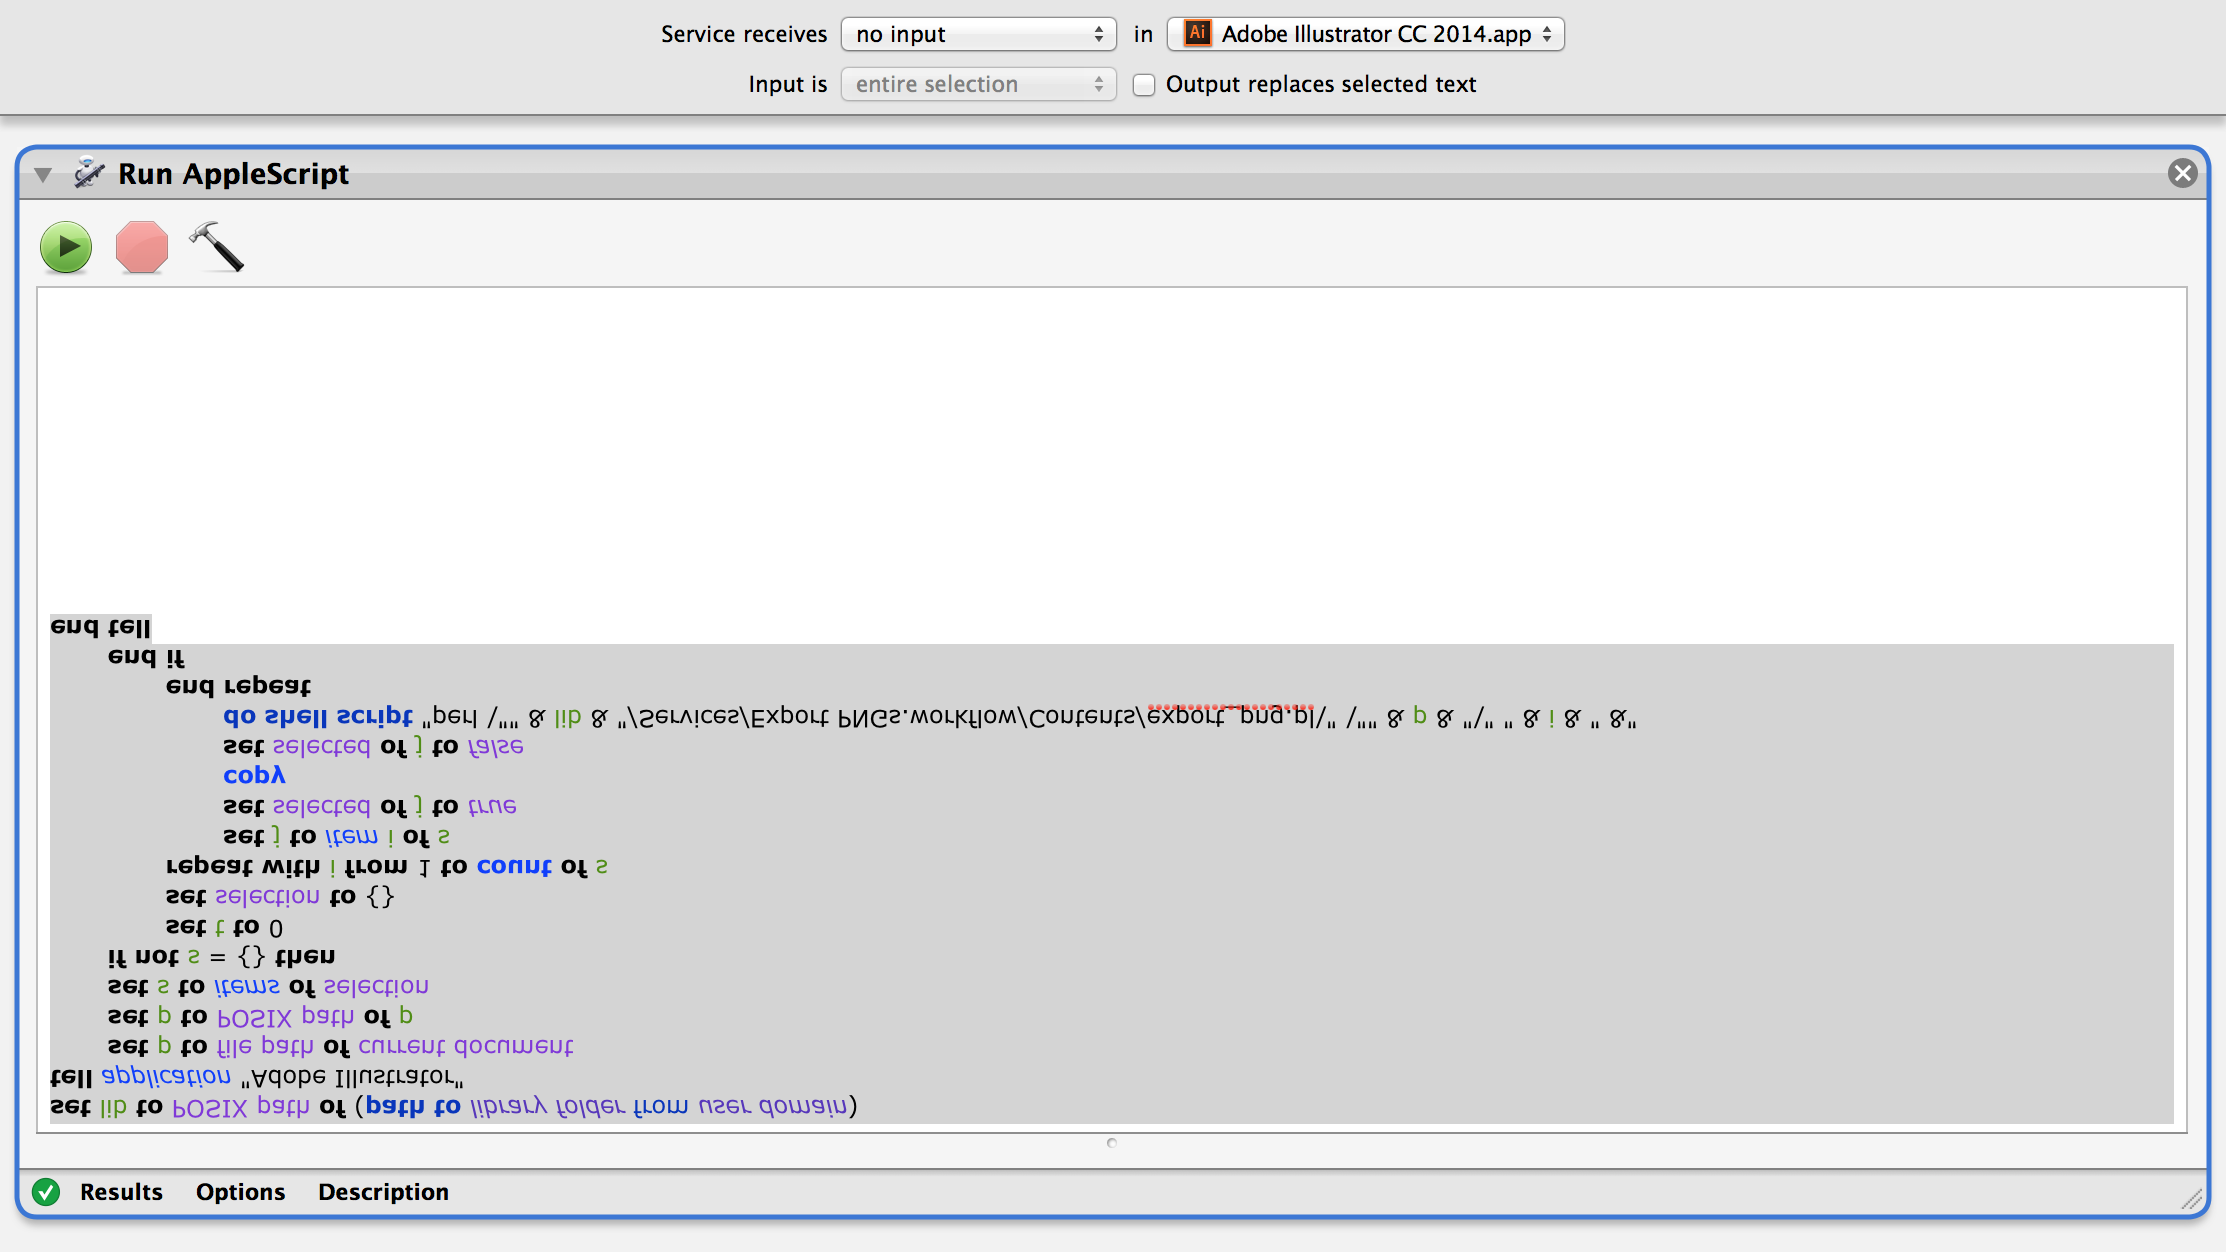 Service receives no input in Ai Adobe Illustrator CC 2014.app
Input is entire selection Output replaces selected text
Run AppleScript
set lib to POSIX path of (path to library folder from user domain)
tell application "Adobe Illustrator"
set p to file path of current document
set p to POSIX path of p
set s to items of selection
if not s = {} then
set t to 0
set selection to {}
repeat with i from 1 to count of s
set j to item i of s
set selected of j to true
copy
set selected of j to false
do shell script "perl \"" & lib & "/Services/Export PNGs.workflow/Contents/export_png.pl\" \"" & p & "\" " & i & " &"
end repeat
end if
end tell
Results Options Description